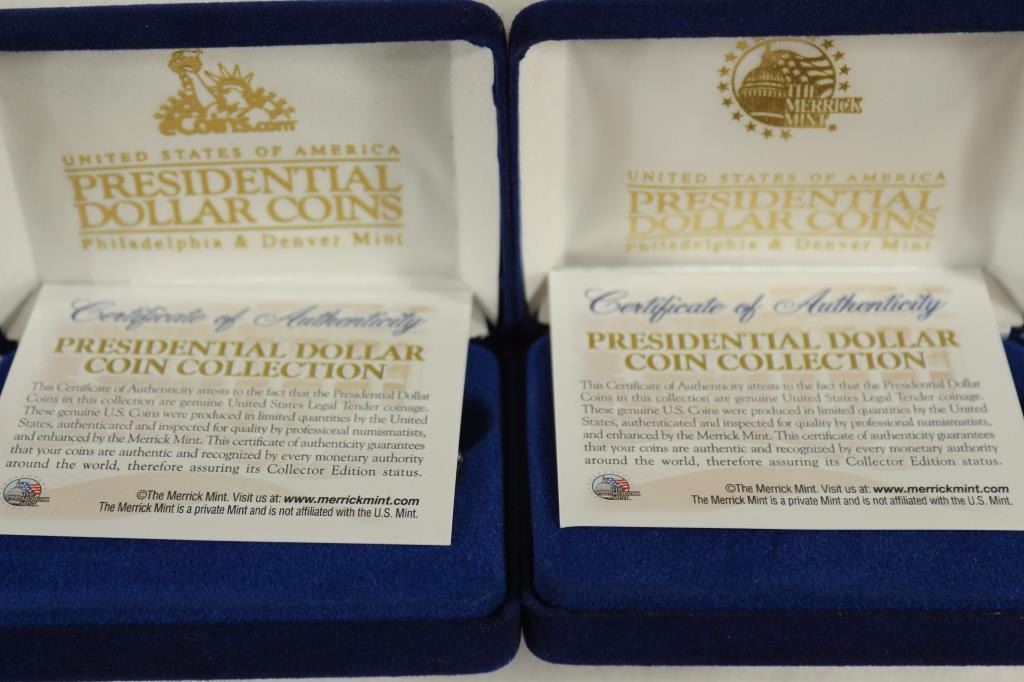 eCoins.com
UNITED STATES OF AMERICA
PRESIDENTIAL
DOLLAR COINS
Philadelphia & Denver Mint
Certificate of Authenticity
PRESIDENTIAL DOLLAR
COIN COLLECTION
This Certificate of Authenticity attests to the fact that the Presidential Dollar
Coins in this collection are genuine United States Legal Tender coinage.
These genuine U.S. Coins were produced in limited quantities by the United
States, authenticated and inspected for quality by professional numismatists,
and enhanced by the Merrick Mint. This certificate of authenticity guarantees
that your coins are authentic and recognized by every monetary authority
around the world, therefore assuring its Collector Edition status.
©The Merrick Mint. Visit us at: www.merrickmint.com
The Merrick Mint is a private Mint and is not affiliated with the U.S. Mint.
THE
MERRICK
MINT®
UNITED STATES OF AMERICA
PRESIDENTIAL
DOLLAR COINS
Philadelphia & Denver Mint
Certificate of Authenticity
PRESIDENTIAL DOLLAR
COIN COLLECTION
This Certificate of Authenticity attests to the fact that the Presidential Dollar
Coins in this collection are genuine United States Legal Tender coinage.
These genuine U.S. Coins were produced in limited quantities by the United
States, authenticated and inspected for quality by professional numismatists,
and enhanced by the Merrick Mint. This certificate of authenticity guarantees
that your coins are authentic and recognized by every monetary authority
around the world, therefore assuring its Collector Edition status.
©The Merrick Mint. Visit us at: www.merrickmint.com
The Merrick Mint is a private Mint and is not affiliated with the U.S. Mint.